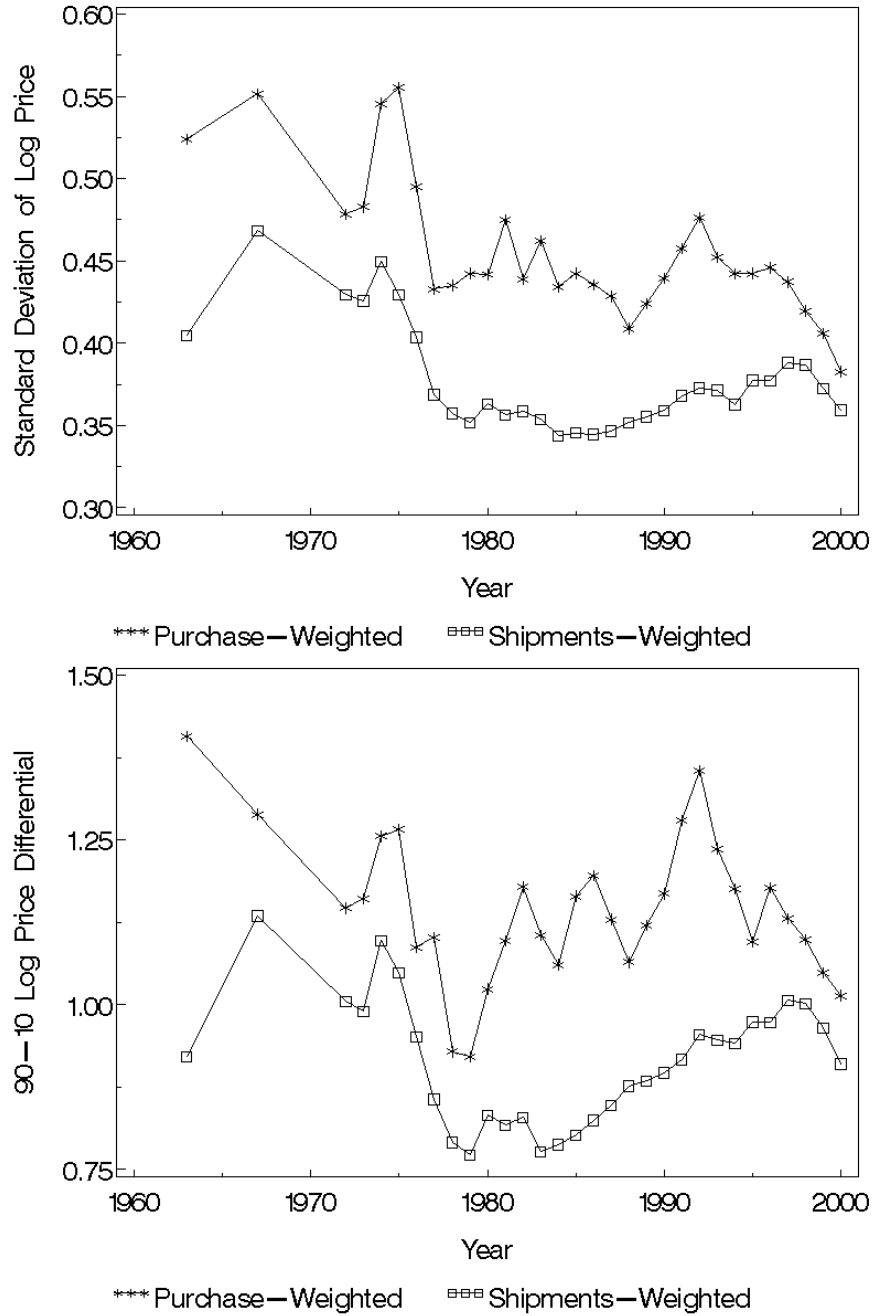 Standard Deviation of Log Price
0.60
0.55
0.50
0.45
0.40
0.35
0.30
1960 1970 1980 1990 2000
Year
Purchase–Weighted Shipments–Weighted
90–10 Log Price Differential
1.50
1.25
1.00
0.75
1960 1970 1980 1990 2000
Year
Purchase–Weighted Shipments–Weighted